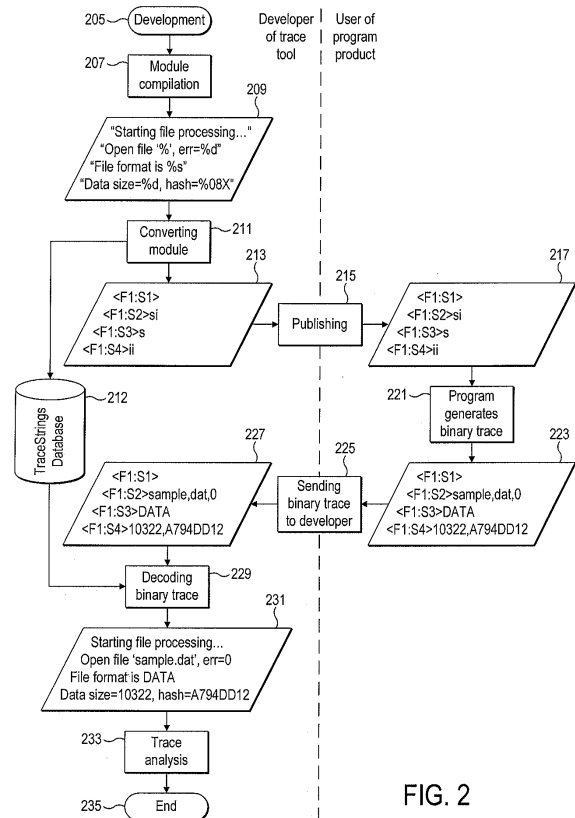 Developer of trace tool
User of program product
205
Development
207
Module compilation
209
"Starting file processing..."
"Open file '%', err=%d"
"File format is %s"
"Data size=%d, hash=%08X"
Converting module
211
213
<F1:S1>
<F1:S2>si
<F1:S3>s
<F1:S4>ii
215
Publishing
217
<F1:S1>
<F1:S2>si
<F1:S3>s
<F1:S4>ii
TraceStrings Database
212
221
Program generates binary trace
223
<F1:S1>
<F1:S2>sample,dat,0
<F1:S3>DATA
<F1:S4>10322,A794DD12
225
Sending binary trace to developer
227
<F1:S1>
<F1:S2>sample,dat,0
<F1:S3>DATA
<F1:S4>10322,A794DD12
Decoding binary trace
229
231
Starting file processing...
Open file 'sample.dat', err=0
File format is DATA
Data size=10322, hash=A794DD12
233
Trace analysis
235
End
FIG. 2